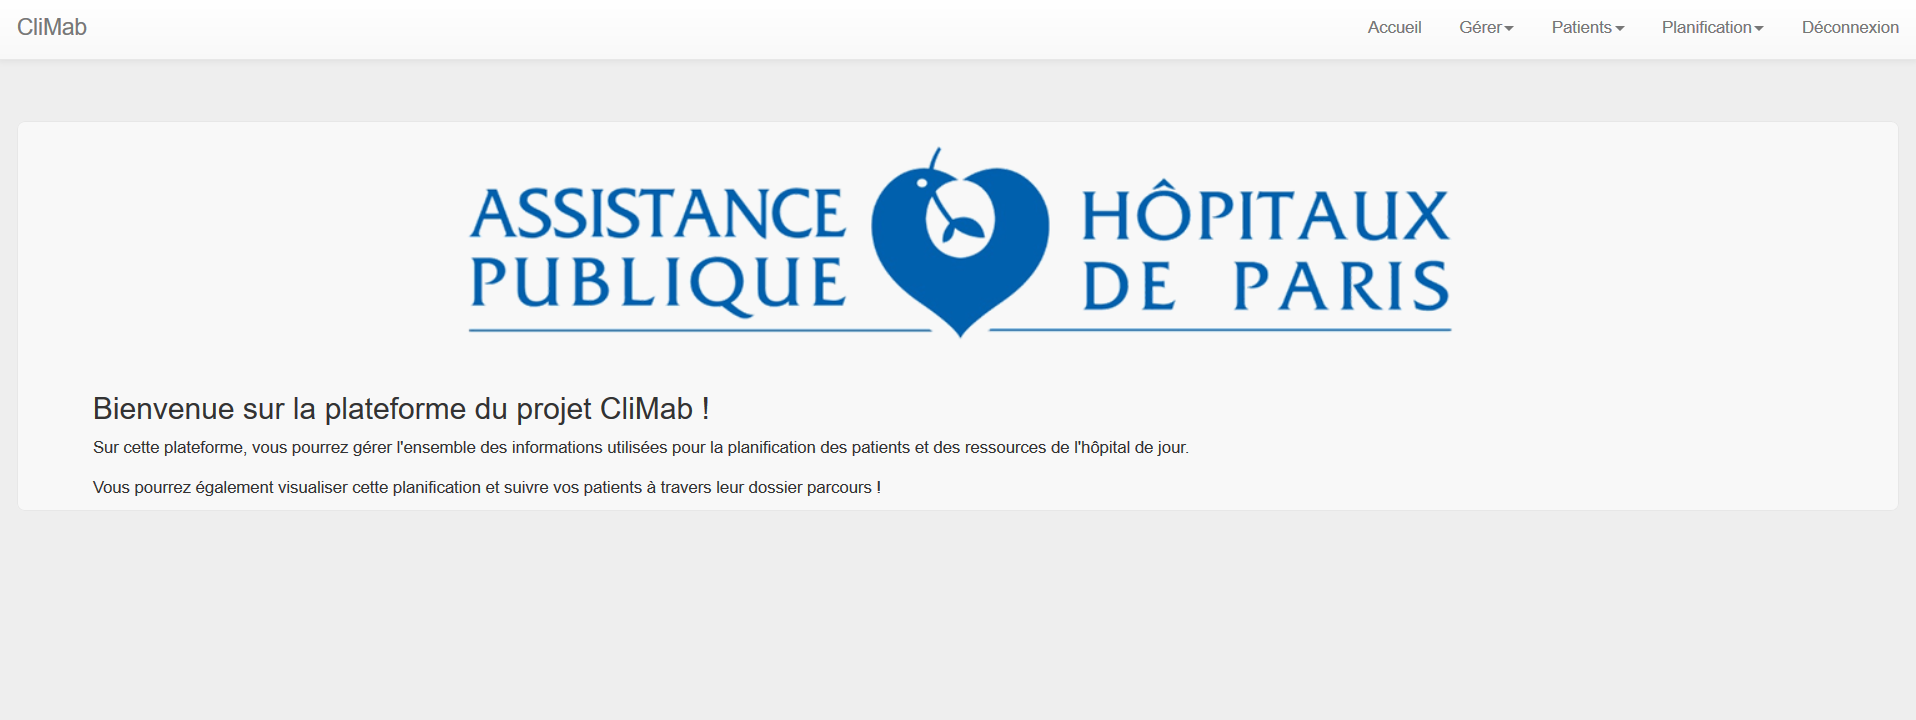 CliMab
Accueil Gérer Patients Planification Déconnexion
ASSISTANCE HÔPITAUX
PUBLIQUE DE PARIS
Bienvenue sur la plateforme du projet CliMab !
Sur cette plateforme, vous pourrez gérer l'ensemble des informations utilisées pour la planification des patients et des ressources de l'hôpital de jour.
Vous pourrez également visualiser cette planification et suivre vos patients à travers leur dossier parcours !